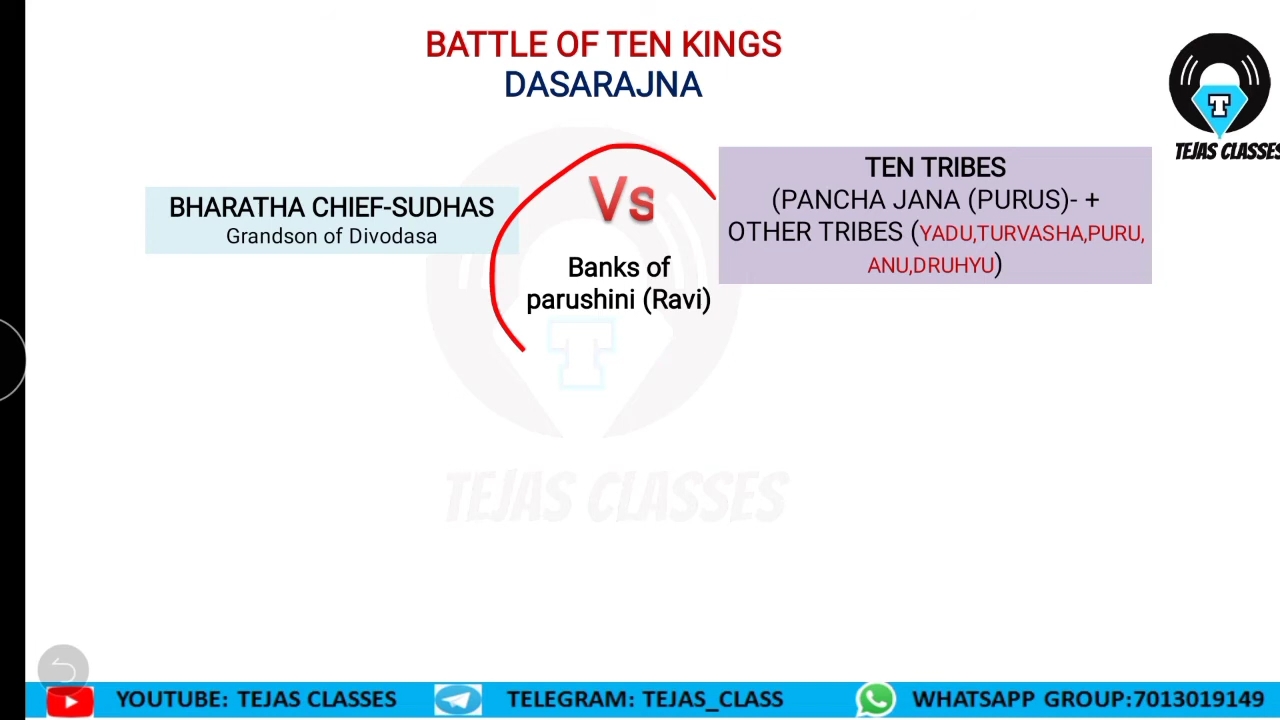 BATTLE OF TEN KINGS
DASARAJNA
T
TEJAS CLASSES
BHARATHA CHIEF-SUDHAS
Grandson of Divodasa
Vs
Banks of
parushini (Ravi)
TEN TRIBES
(PANCHA JANA (PURUS)- +
OTHER TRIBES (YADU,TURVASHA,PURU,
ANU,DRUHYU)
T
TEJAS CLASSES
YOUTUBE: TEJAS CLASSES
TELEGRAM: TEJAS_CLASS
WHATSAPP GROUP:7013019149